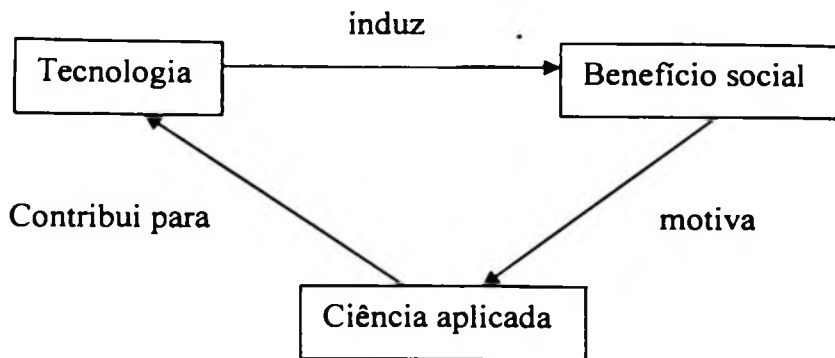 induz
Tecnologia
Benefício social
Contribui para
motiva
Ciência aplicada